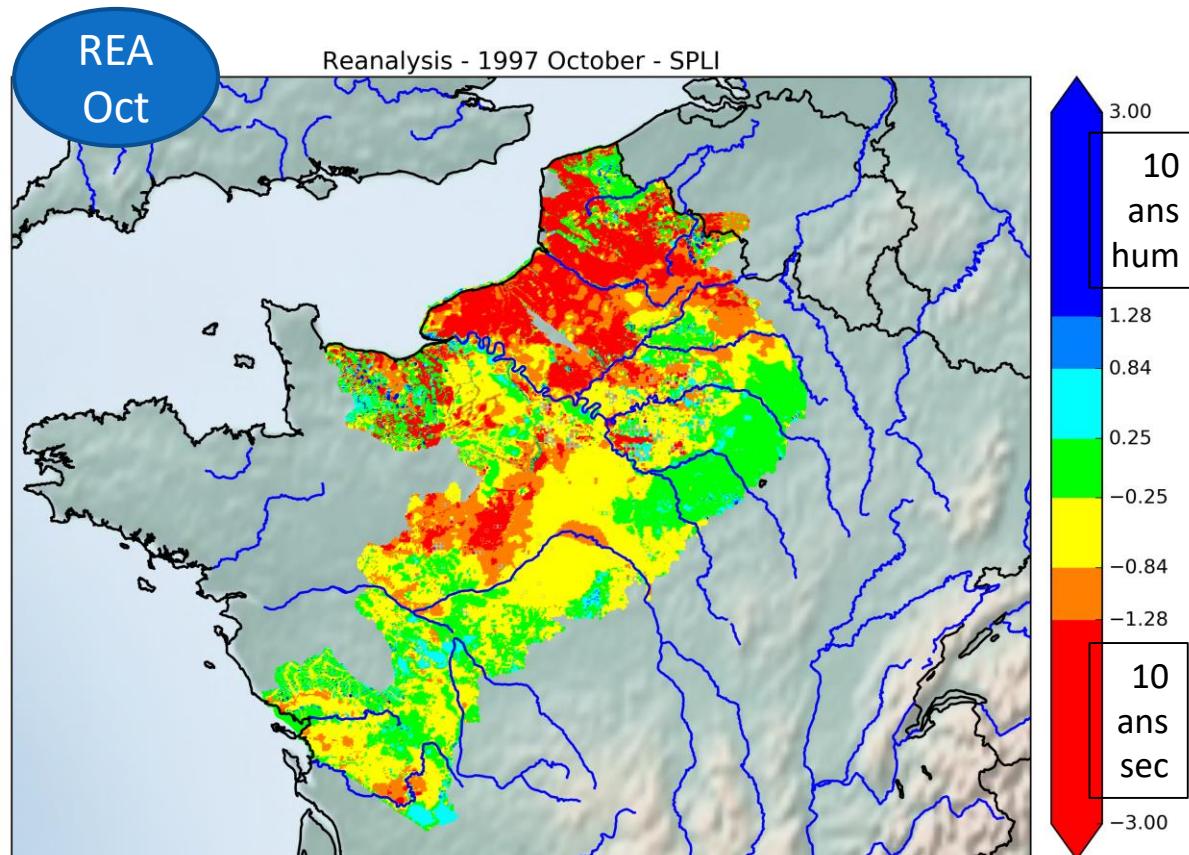 REA
Oct
Reanalysis - 1997 October - SPLI
3.00
10
ans
hum
1.28
0.84
0.25
−0.25
−0.84
−1.28
10
ans
sec
−3.00